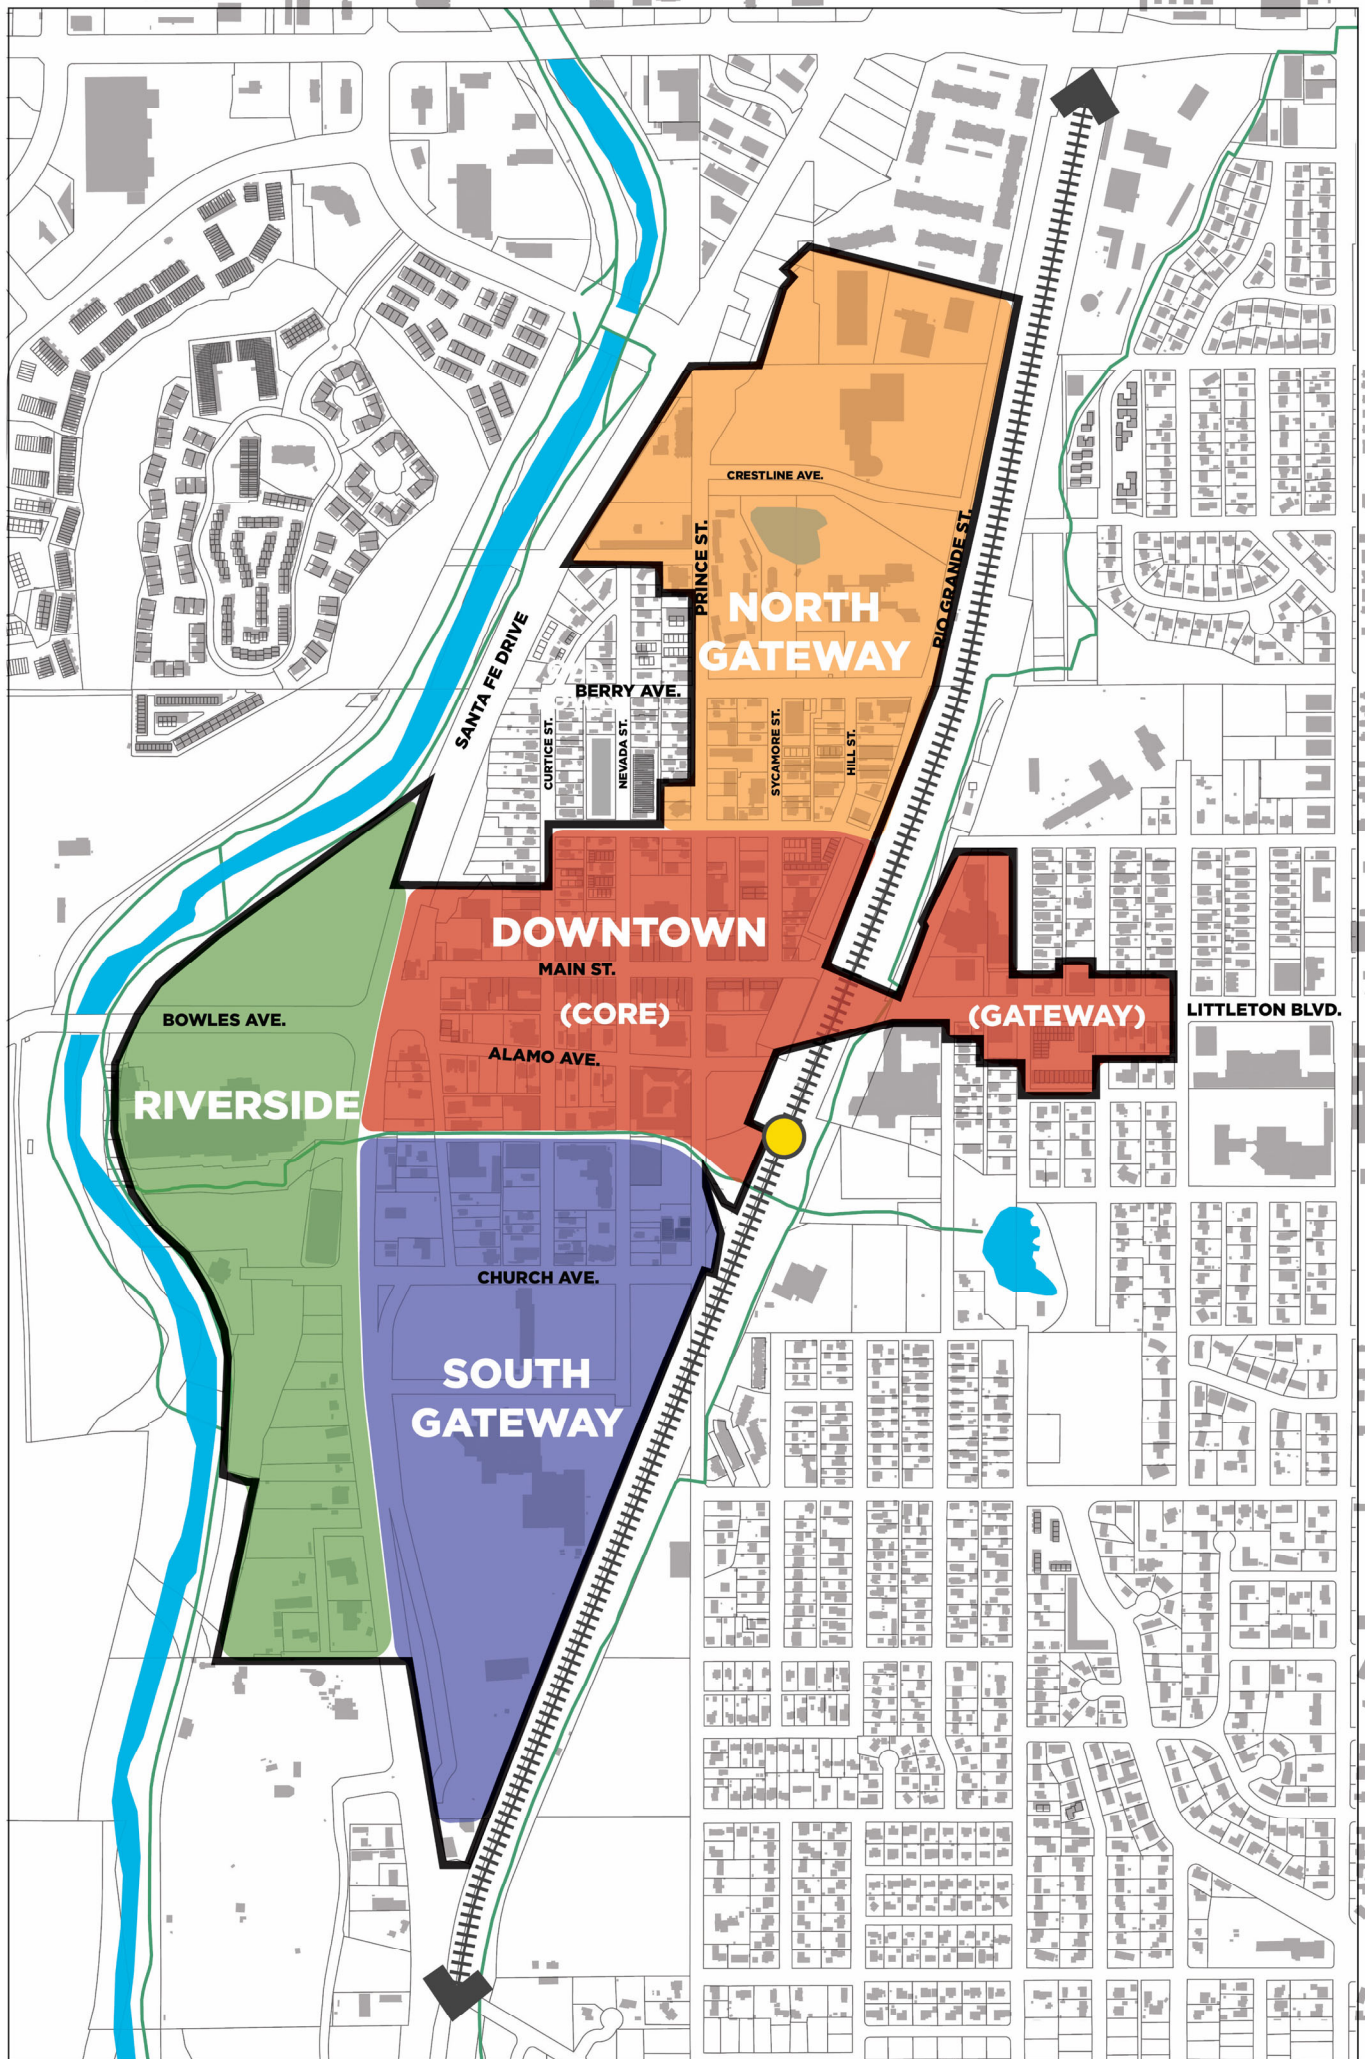 CRESTLINE AVE.
PRINCE ST.
RIO GRANDE ST.
NORTH
GATEWAY
SANTA FE DRIVE
BERRY AVE.
CURTICE ST.
NEVADA ST.
SYCAMORE ST.
HILL ST.
DOWNTOWN
MAIN ST.
(CORE)
(GATEWAY)
LITTLETON BLVD.
BOWLES AVE.
ALAMO AVE.
RIVERSIDE
CHURCH AVE.
SOUTH
GATEWAY